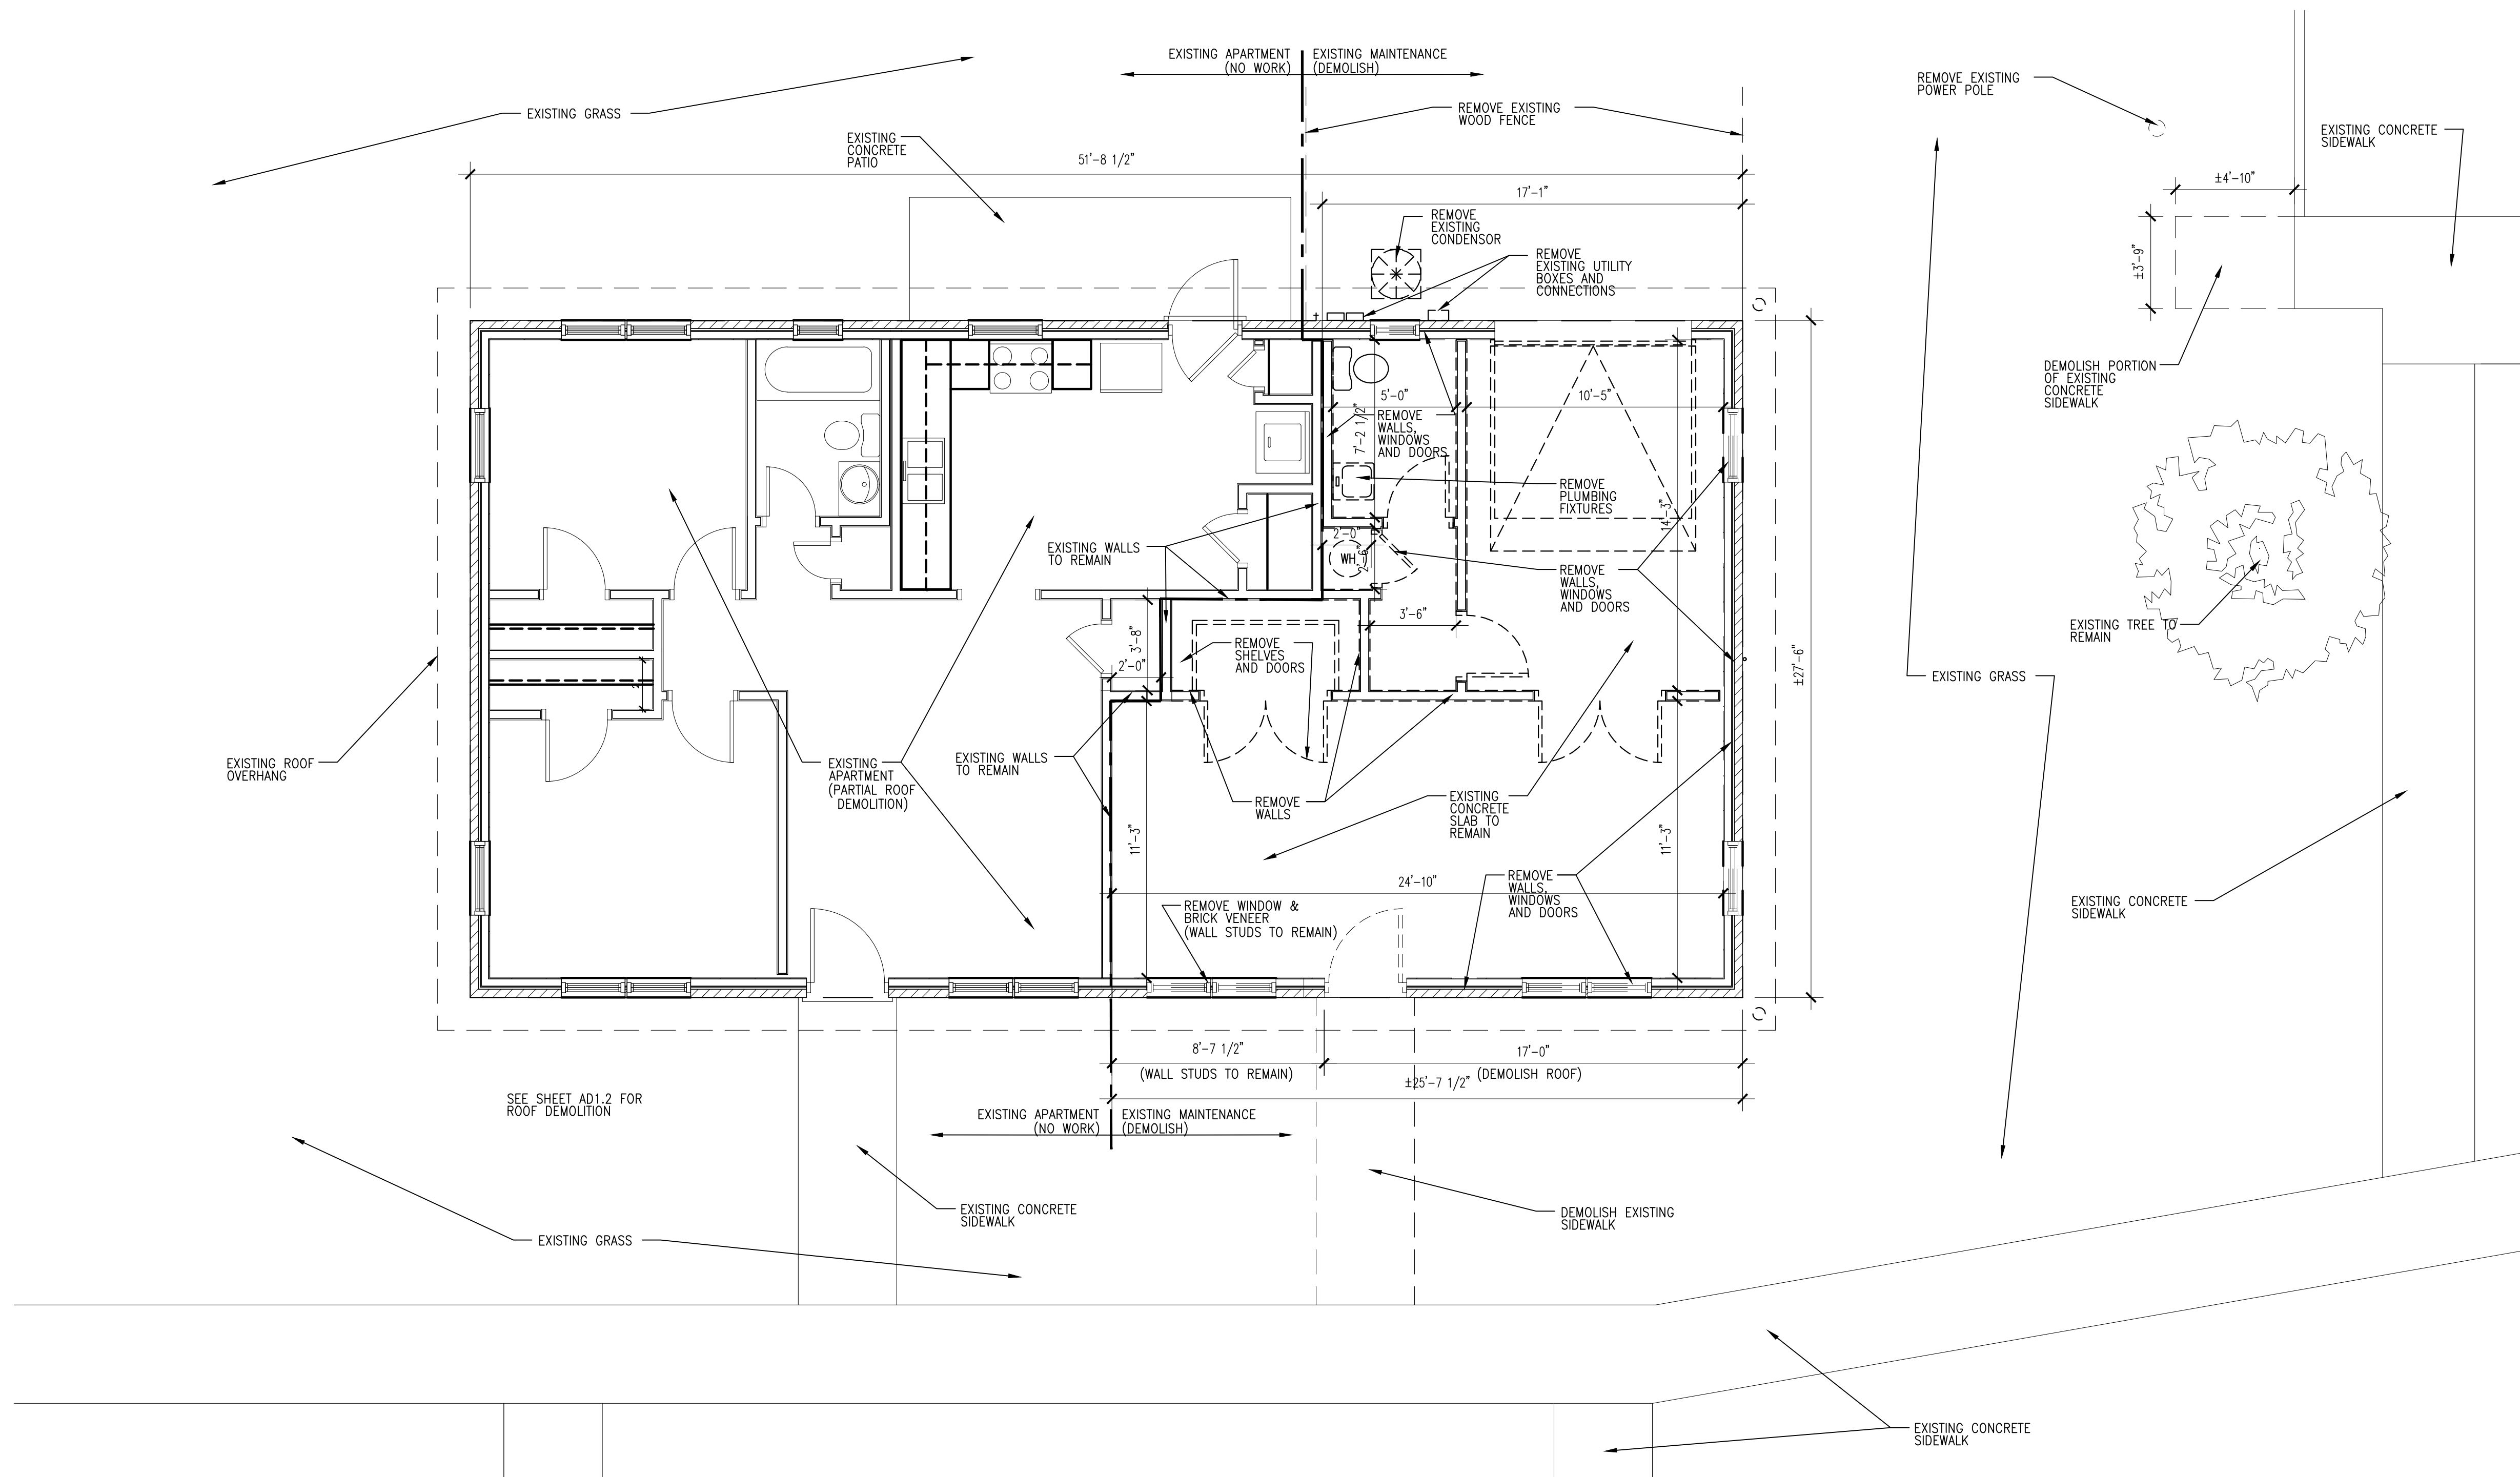 EXISTING APARTMENT
(NO WORK)
EXISTING MAINTENANCE
(DEMOLISH)
REMOVE EXISTING
POWER POLE
EXISTING GRASS
REMOVE EXISTING
WOOD FENCE
EXISTING
CONCRETE
PATIO
EXISTING CONCRETE
SIDEWALK
51'-8 1/2"
17'-1"
±4'-10"
±3'-9"
REMOVE
EXISTING
CONDENSOR
REMOVE
EXISTING UTILITY
BOXES AND
CONNECTIONS
DEMOLISH PORTION
OF EXISTING
CONCRETE
SIDEWALK
5'-0"
10'-5"
7'-2 1/2"
REMOVE
WALLS,
WINDOWS
AND DOORS
REMOVE
PLUMBING
FIXTURES
14'-3"
EXISTING WALLS
TO REMAIN
2'-0"
WH
2'-6"
REMOVE
WALLS,
WINDOWS
AND DOORS
3'-6"
3'-8"
2'-0"
REMOVE
SHELVES
AND DOORS
EXISTING TREE TO
REMAIN
±27'-6"
EXISTING GRASS
2'
EXISTING ROOF
OVERHANG
EXISTING
APARTMENT
(PARTIAL ROOF
DEMOLITION)
EXISTING WALLS
TO REMAIN
REMOVE
WALLS
EXISTING
CONCRETE
SLAB TO
REMAIN
11'-3"
11'-3"
24'-10"
REMOVE
WALLS,
WINDOWS
AND DOORS
REMOVE WINDOW &
BRICK VENEER
(WALL STUDS TO REMAIN)
EXISTING CONCRETE
SIDEWALK
8'-7 1/2"
(WALL STUDS TO REMAIN)
17'-0"
(DEMOLISH ROOF)
±25'-7 1/2"
SEE SHEET AD1.2 FOR
ROOF DEMOLITION
EXISTING APARTMENT
(NO WORK)
EXISTING MAINTENANCE
(DEMOLISH)
EXISTING CONCRETE
SIDEWALK
DEMOLISH EXISTING
SIDEWALK
EXISTING GRASS
EXISTING CONCRETE
SIDEWALK